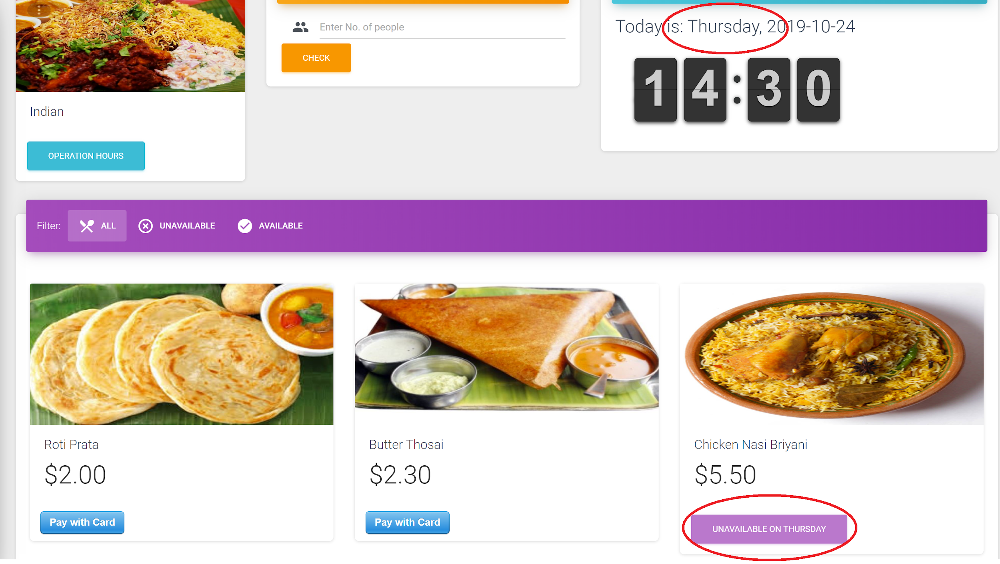 Enter No. of people
CHECK
Today is: Thursday, 2019-10-24
14:30
Indian
OPERATION HOURS
Filter: ALL UNAVAILABLE AVAILABLE
Roti Prata
$2.00
Pay with Card
Butter Thosai
$2.30
Pay with Card
Chicken Nasi Briyani
$5.50
UNAVAILABLE ON THURSDAY